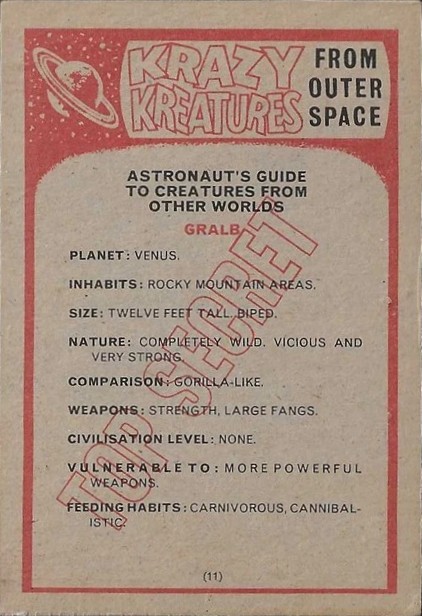 KRAZY
KREATURES
FROM
OUTER
SPACE
ASTRONAUT'S GUIDE
TO CREATURES FROM
OTHER WORLDS
GRALB
PLANET: VENUS.
INHABITS: ROCKY MOUNTAIN AREAS.
SIZE: TWELVE FEET TALL. BIPED.
NATURE: COMPLETELY WILD. VICIOUS AND
VERY STRONG.
COMPARISON: GORILLA-LIKE.
WEAPONS: STRENGTH, LARGE FANGS.
CIVILISATION LEVEL: NONE.
VULNERABLE TO: MORE POWERFUL
WEAPONS.
FEEDING HABITS: CARNIVOROUS, CANNIBAL-
ISTIC.
TOP SECRET
(11)